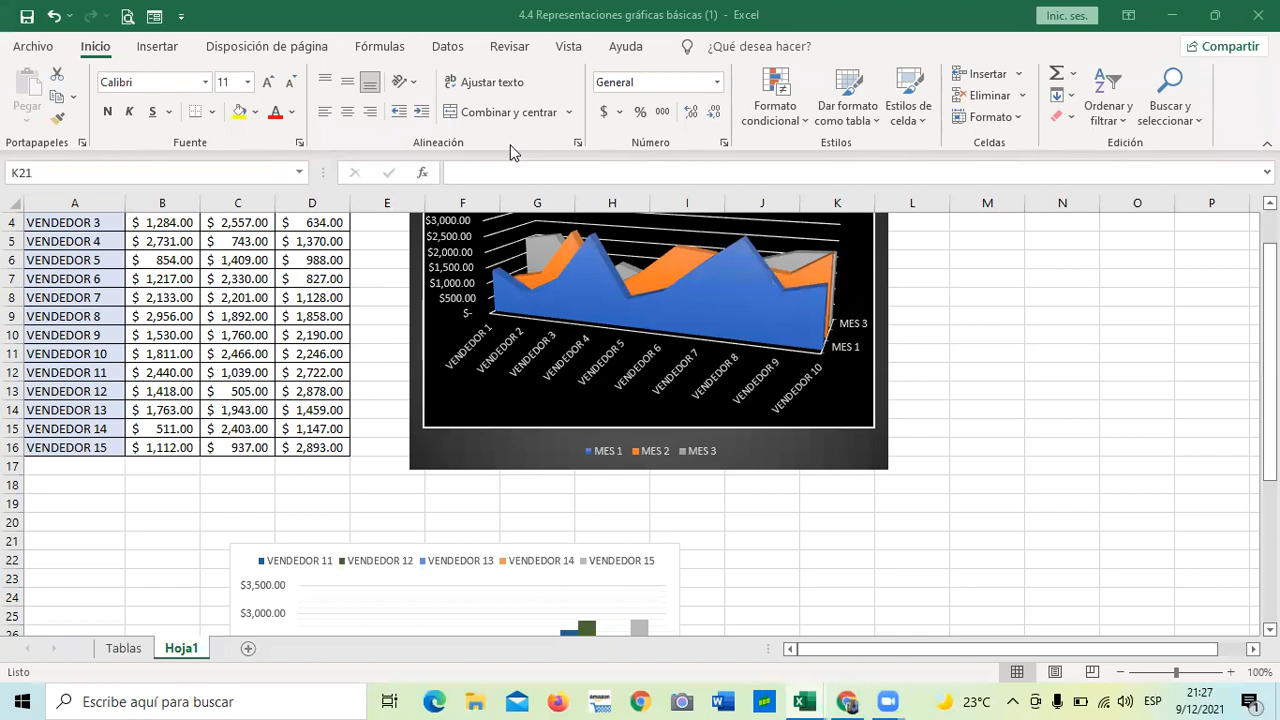 4.4 Representaciones gráficas básicas (1) - Excel
Inic. ses.
Archivo Inicio Insertar Disposición de página Fórmulas Datos Revisar Vista Ayuda ¿Qué desea hacer? Compartir
Pegar
Calibri 11
N K S
Ajustar texto
Combinar y centrar
General
$ % 000
Formato condicional
Dar formato como tabla
Estilos de celda
Insertar
Eliminar
Formato
Ordenar y filtrar
Buscar y seleccionar
Portapapeles Fuente Alineación Número Estilos Celdas Edición
K21
fx
A B C D E F G H I J K L M N O P
4 VENDEDOR 3 $ 1,284.00 $ 2,557.00 $ 634.00
5 VENDEDOR 4 $ 2,731.00 $ 743.00 $ 1,370.00
6 VENDEDOR 5 $ 854.00 $ 1,409.00 $ 988.00
7 VENDEDOR 6 $ 1,217.00 $ 2,330.00 $ 827.00
8 VENDEDOR 7 $ 2,133.00 $ 2,201.00 $ 1,128.00
9 VENDEDOR 8 $ 2,956.00 $ 1,892.00 $ 1,858.00
10 VENDEDOR 9 $ 1,530.00 $ 1,760.00 $ 2,190.00
11 VENDEDOR 10 $ 1,811.00 $ 2,466.00 $ 2,246.00
12 VENDEDOR 11 $ 2,440.00 $ 1,039.00 $ 2,722.00
13 VENDEDOR 12 $ 1,418.00 $ 505.00 $ 2,878.00
14 VENDEDOR 13 $ 1,763.00 $ 1,943.00 $ 1,459.00
15 VENDEDOR 14 $ 511.00 $ 2,403.00 $ 1,147.00
16 VENDEDOR 15 $ 1,112.00 $ 937.00 $ 2,893.00
17
18
19
20
21
22
23
24
25
26
$3,000.00
$2,500.00
$2,000.00
$1,500.00
$1,000.00
$500.00
$-
VENDEDOR 1
VENDEDOR 2
VENDEDOR 3
VENDEDOR 4
VENDEDOR 5
VENDEDOR 6
VENDEDOR 7
VENDEDOR 8
VENDEDOR 9
VENDEDOR 10
MES 3
MES 1
MES 1 MES 2 MES 3
VENDEDOR 11 VENDEDOR 12 VENDEDOR 13 VENDEDOR 14 VENDEDOR 15
$3,500.00
$3,000.00
Tablas Hoja1
Listo
100%
Escribe aquí para buscar
23°C
ESP
21:27
9/12/2021